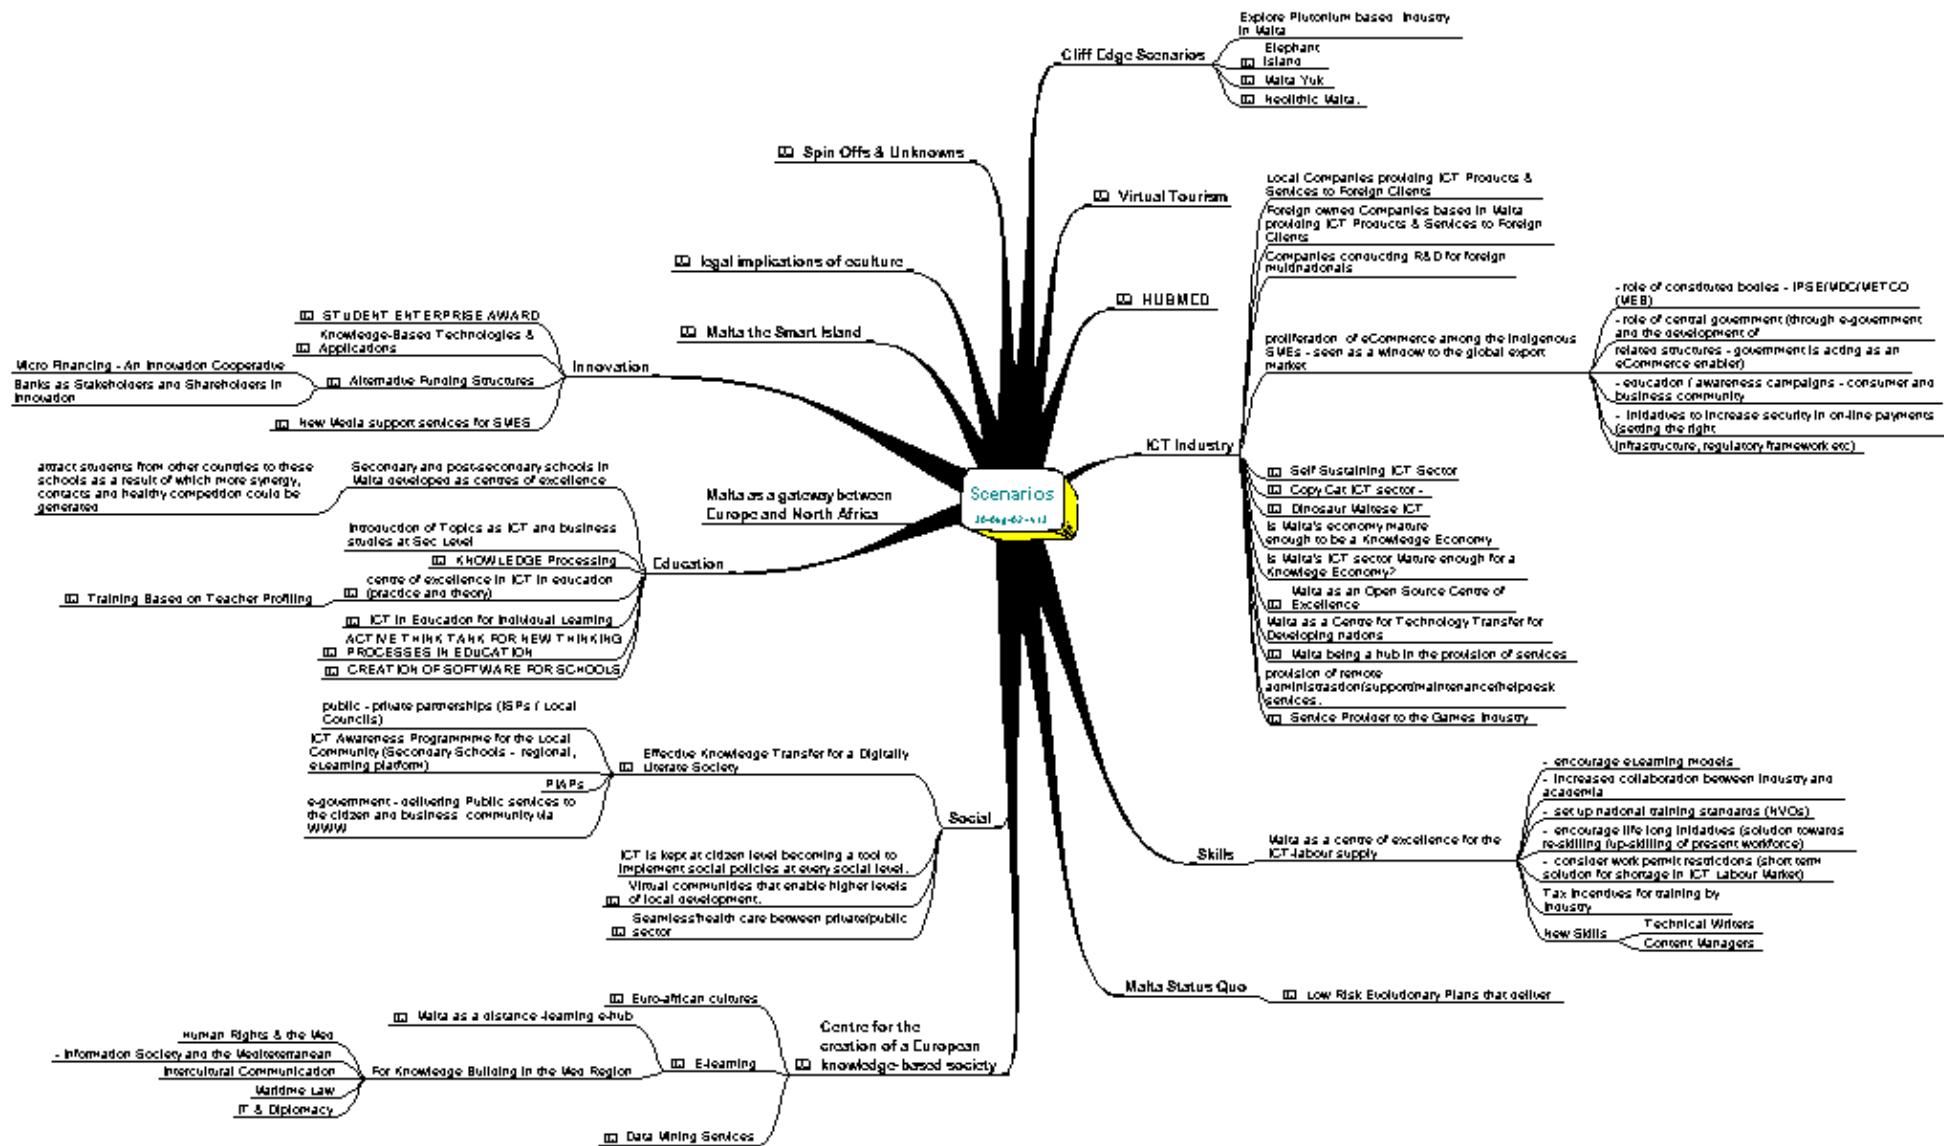 Scenarios
Cliff Edge Scenarios
Explore Plutonium based Industry
in Malta
Elephant
Island
Malta Yuk
Neolithic Malta.
Spin Offs & Unknowns
Virtual Tourism
legal implications of eculture
HUBMED
Malta the Smart Island
Innovation
STUDENT ENTERPRISE AWARD
Knowledge-Based Technologies &
Applications
Alternative Funding Structures
Micro Financing - An Innovation Cooperative
Banks as Stakeholders and Shareholders in
Innovation
New Media support services for SMES
ICT Industry
Local Companies providing ICT Products &
Services to Foreign Clients
Foreign owned Companies based in Malta
providing ICT Products & Services to Foreign
Clients
Companies conducting R&D for foreign
multinationals
proliferation of eCommerce among the indigenous
SMEs - seen as a window to the global export
market
- role of constituted bodies - IPSE/MDC/METCO
(MEB)
- role of central government (through e-government
and the development of
related structures - government is acting as an
eCommerce enabler)
- education / awareness campaigns - consumer and
business community
- initiatives to increase security in on-line payments
(setting the right
infrastructure, regulatory framework etc)
Self Sustaining ICT Sector
Copy Cat ICT sector -
Dinosaur Maltese ICT
Is Malta's economy mature
enough to be a Knowledge Economy
Is Malta's ICT sector Mature enough for a
Knowlege Economy?
Malta as an Open Source Centre of
Excellence
Malta as a Centre for Technology Transfer for
Developing nations
Malta being a hub in the provision of services
provision of remote
administrastion/support/maintenance/helpdesk
services.
Service Provider to the Games Industry
Malta as a gateway between
Europe and North Africa
Education
Secondary and post-secondary schools in
Malta developed as centres of excellence
attract students from other countries to these
schools as a result of which more synergy,
contacts and healthy competition could be
generated
Introduction of Topics as ICT and business
studies at Sec Level
KNOWLEDGE Processing
centre of excellence in ICT in education
(practice and theory)
Training Based on Teacher Profiling
ICT in Education for Individual Learning
ACTIVE THINK TANK FOR NEW THINKING
PROCESSES IN EDUCATION
CREATION OF SOFTWARE FOR SCHOOLS
Social
Effective Knowledge Transfer for a Digitally
Literate Society
public - private partnerships (ISPs / Local
Councils)
ICT Awareness Programme for the Local
Community (Secondary Schools - regional,
eLearning platform)
PIAPs
e-government - delivering Public services to
the citizen and business community via
WWW
ICT is kept at citizen level becoming a tool to
implement social policies at every social level.
Virtual communities that enable higher levels
of local development.
Seamless health care between private/public
sector
Skills
Malta as a centre of excellence for the
ICT-labour supply
- encourage eLearning models
- increased collaboration between industry and
academia
- set up national training standards (NVQs)
- encourage life long initiatives (solution towards
re-skilling /up-skilling of present workforce)
- consider work permit restrictions (short term
solution for shortage in ICT Labour Market)
Tax Incentives for training by
Industry
New Skills
Technical Writers
Content Managers
Malta Status Quo
Low Risk Evolutionary Plans that deliver
Centre for the
creation of a European
knowledge-based society
Euro-african cultures
E-learning
Malta as a distance-learning e-hub
For Knowledge Building in the Med Region
Human Rights & the Med
- Information Society and the Mediteterranean
Intercultural Communication
Maritime Law
IT & Diplomacy
Data Mining Services